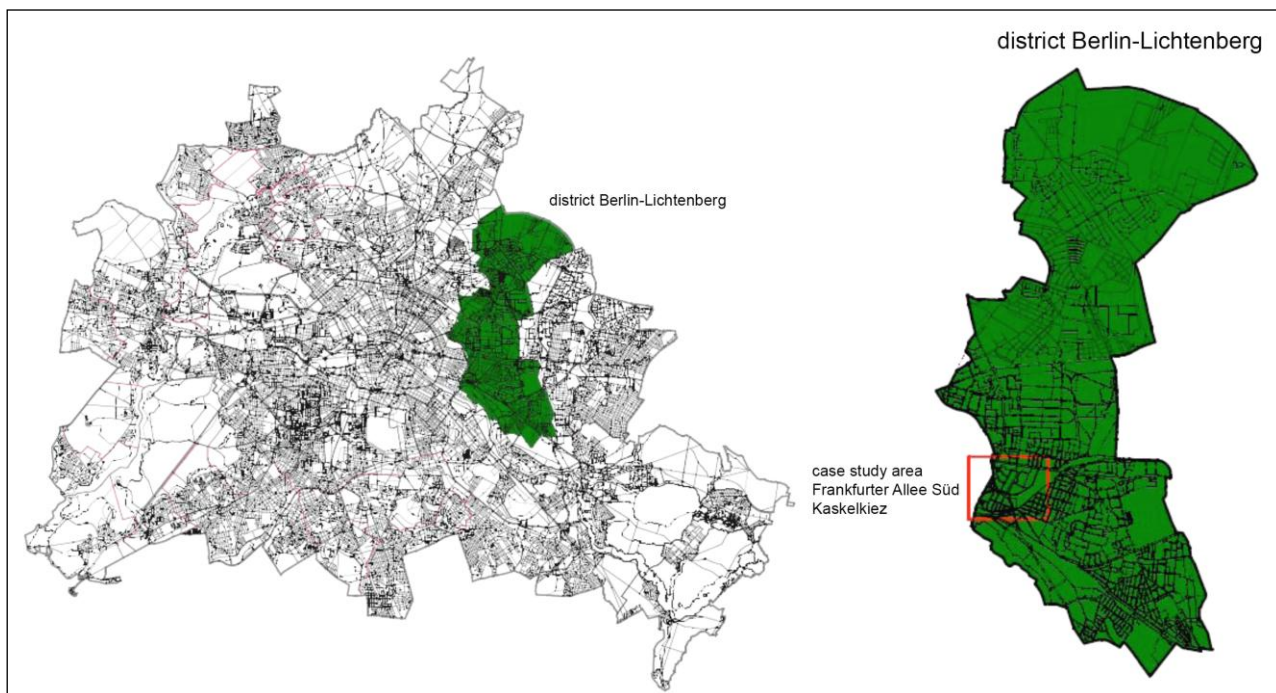 district Berlin-Lichtenberg
district Berlin-Lichtenberg
case study area
Frankfurter Allee Süd
Kaskelkiez